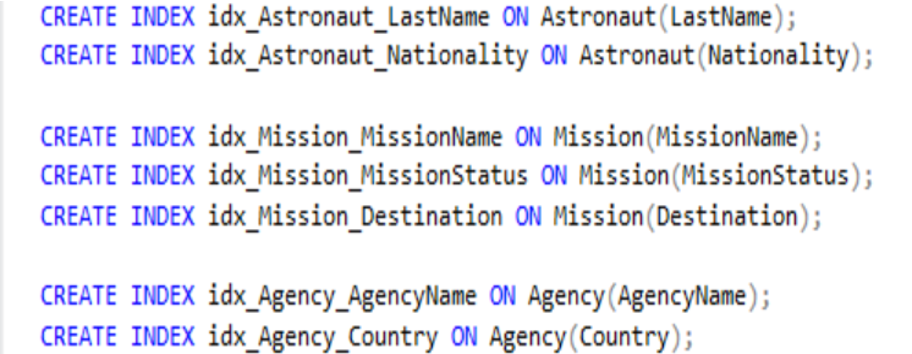 CREATE INDEX idx_Astronaut_LastName ON Astronaut(LastName);
CREATE INDEX idx_Astronaut_Nationality ON Astronaut(Nationality);
CREATE INDEX idx_Mission_MissionName ON Mission(MissionName);
CREATE INDEX idx_Mission_MissionStatus ON Mission(MissionStatus);
CREATE INDEX idx_Mission_Destination ON Mission(Destination);
CREATE INDEX idx_Agency_AgencyName ON Agency(AgencyName);
CREATE INDEX idx_Agency_Country ON Agency(Country);